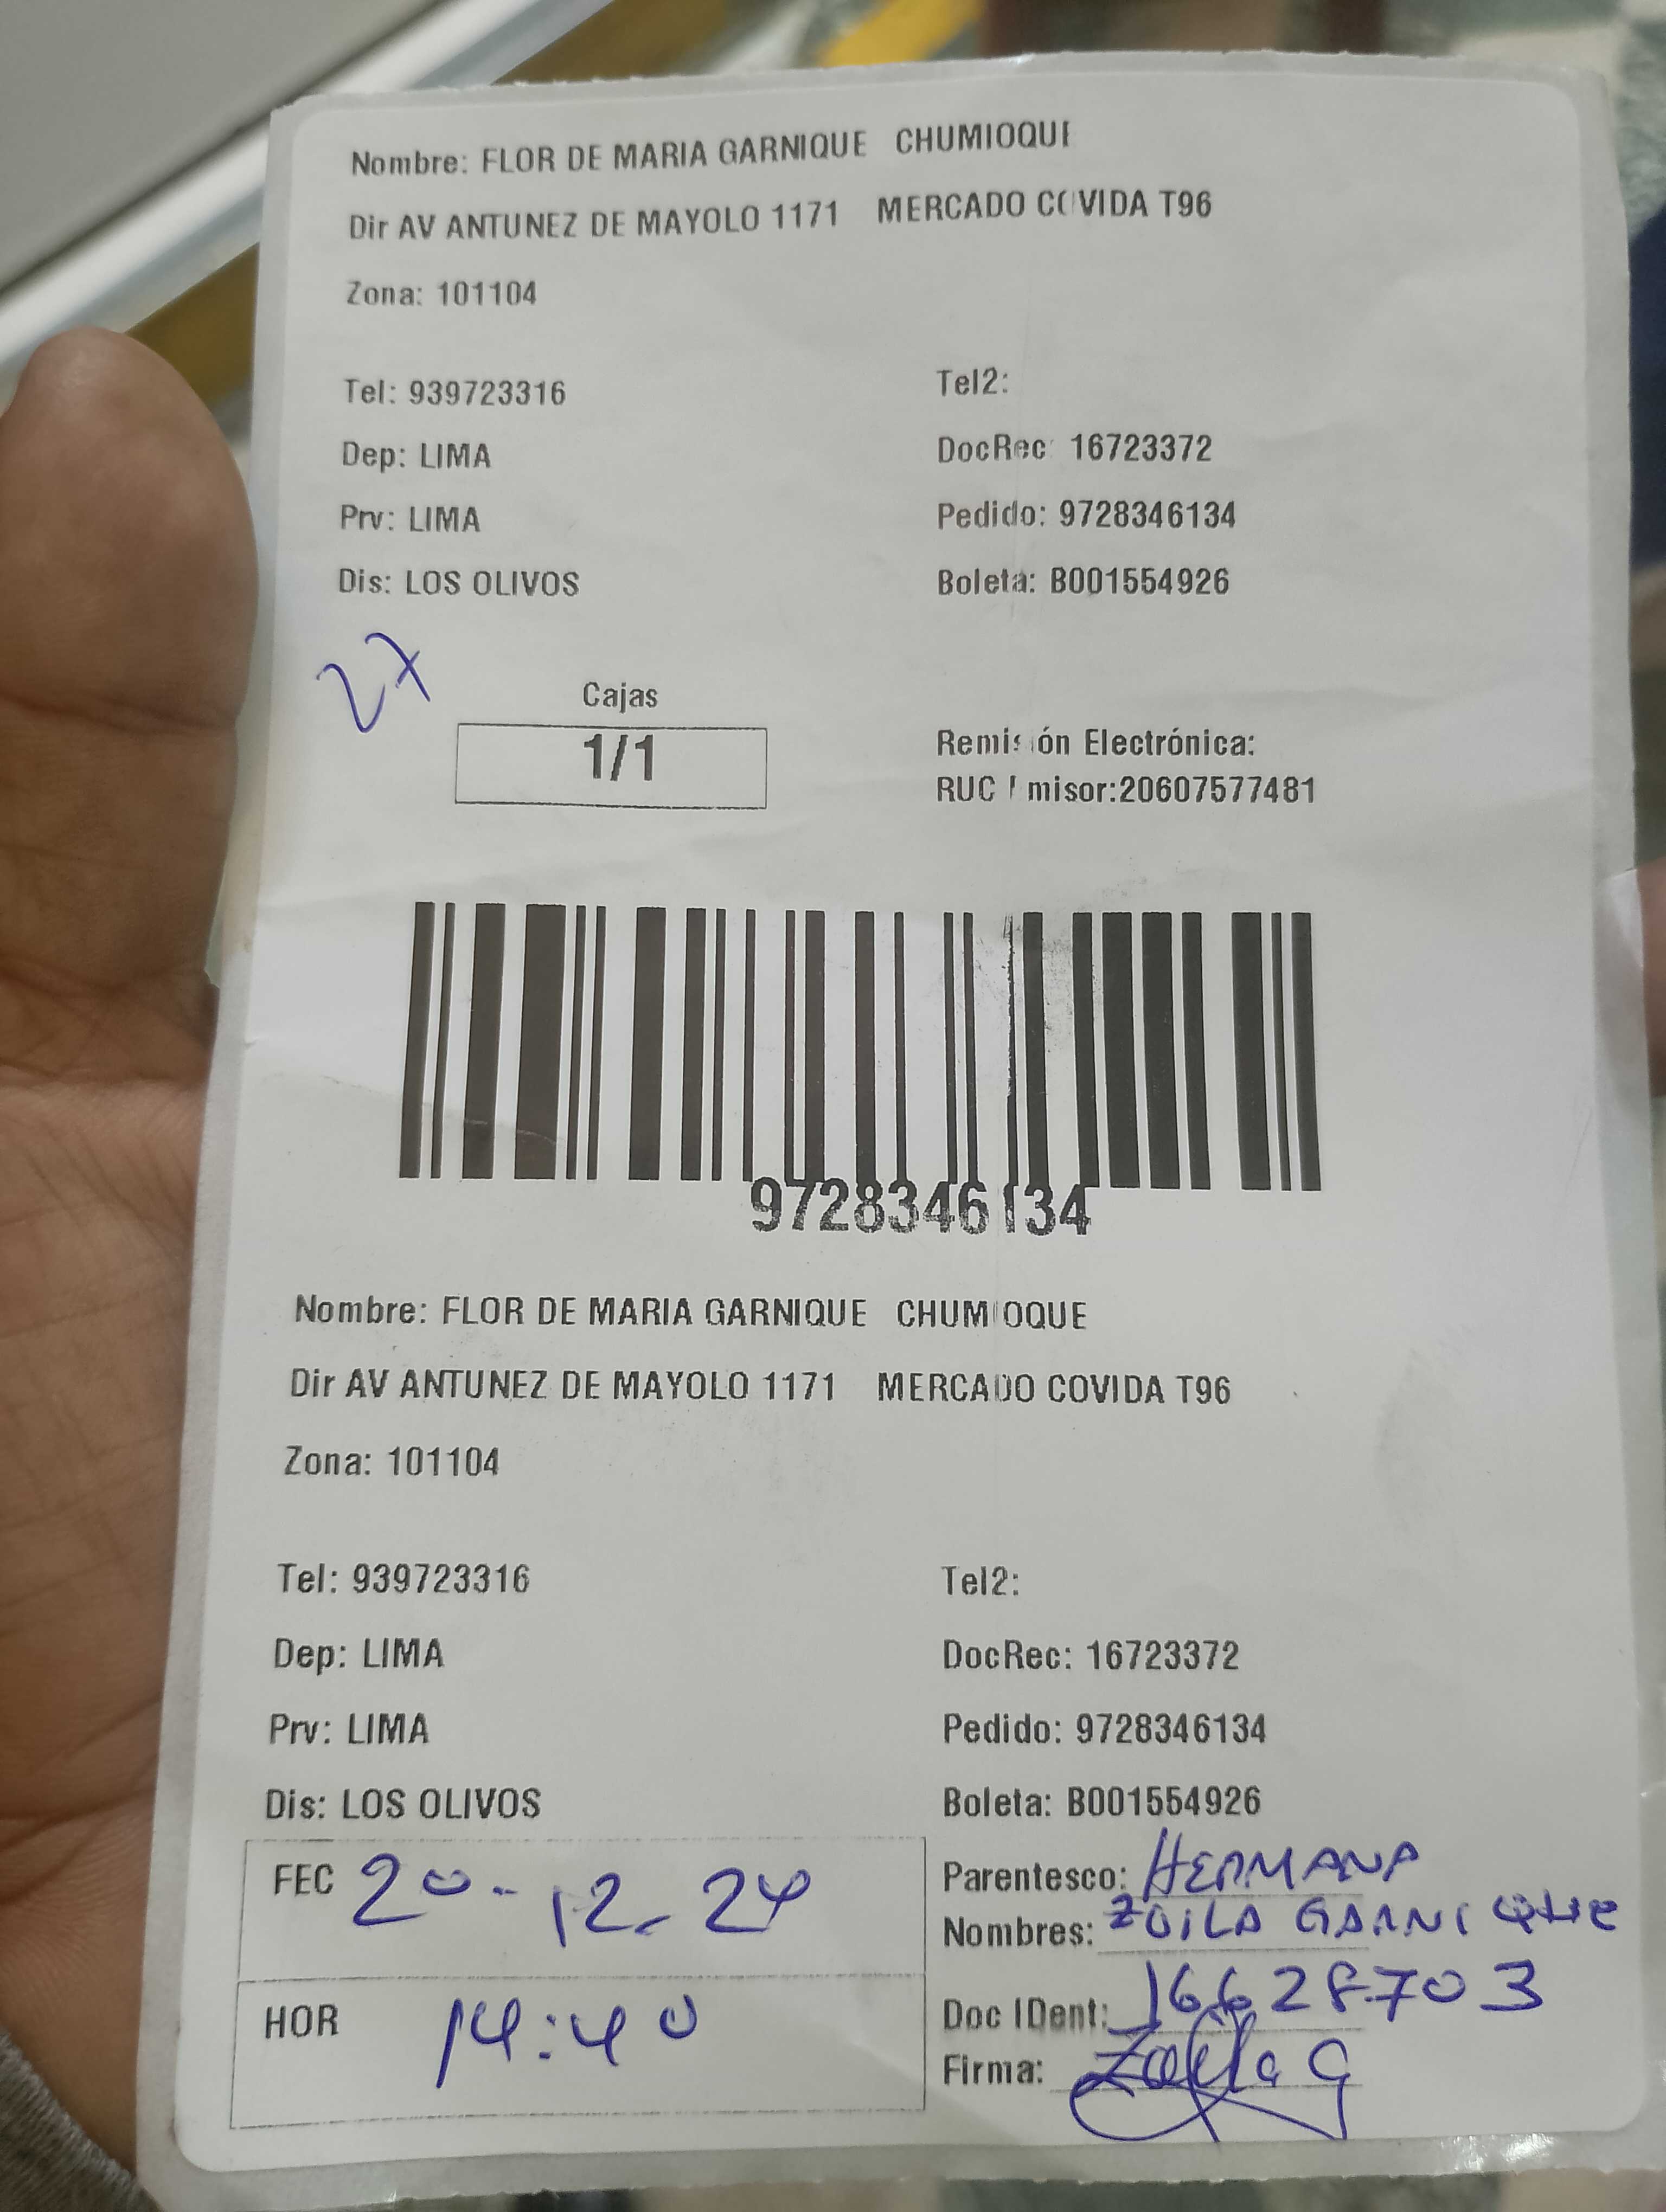 Nombre: FLOR DE MARIA GARNIQUE CHUMIOQUE
Dir AV ANTUNEZ DE MAYOLO 1171 MERCADO COVIDA T96
Zona: 101104
Tel: 939723316 Tel2:
Dep: LIMA DocRec: 16723372
Prv: LIMA Pedido: 9728346134
Dis: LOS OLIVOS Boleta: B001554926
27
Cajas
1/1
Remisión Electrónica:
RUC Emisor:20607577481
9728346134
Nombre: FLOR DE MARIA GARNIQUE CHUMIOQUE
Dir AV ANTUNEZ DE MAYOLO 1171 MERCADO COVIDA T96
Zona: 101104
Tel: 939723316 Tel2:
Dep: LIMA DocRec: 16723372
Prv: LIMA Pedido: 9728346134
Dis: LOS OLIVOS Boleta: B001554926
FEC 20-12-24
HOR 14:40
Parentesco: HERMANA
Nombres: ZOILA GARNIQUE
Doc IDent: 16628703
Firma: Zoila G